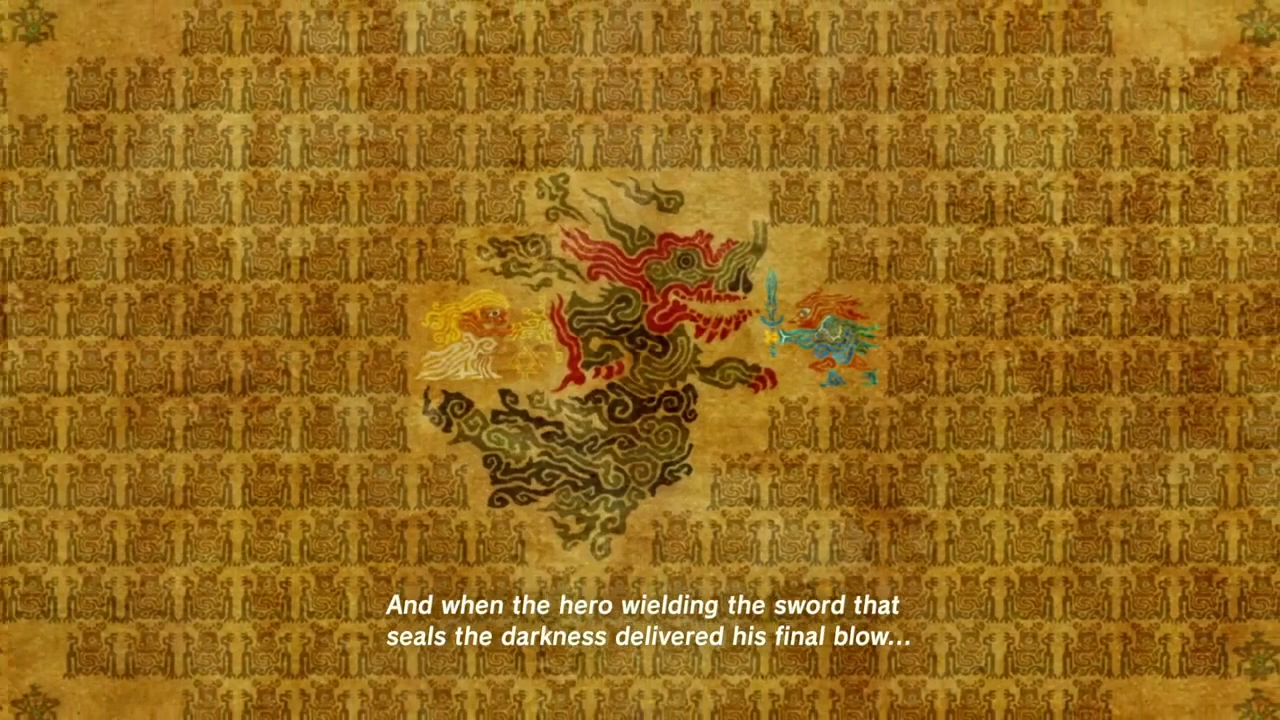 And when the hero wielding the sword that
seals the darkness delivered his final blow...